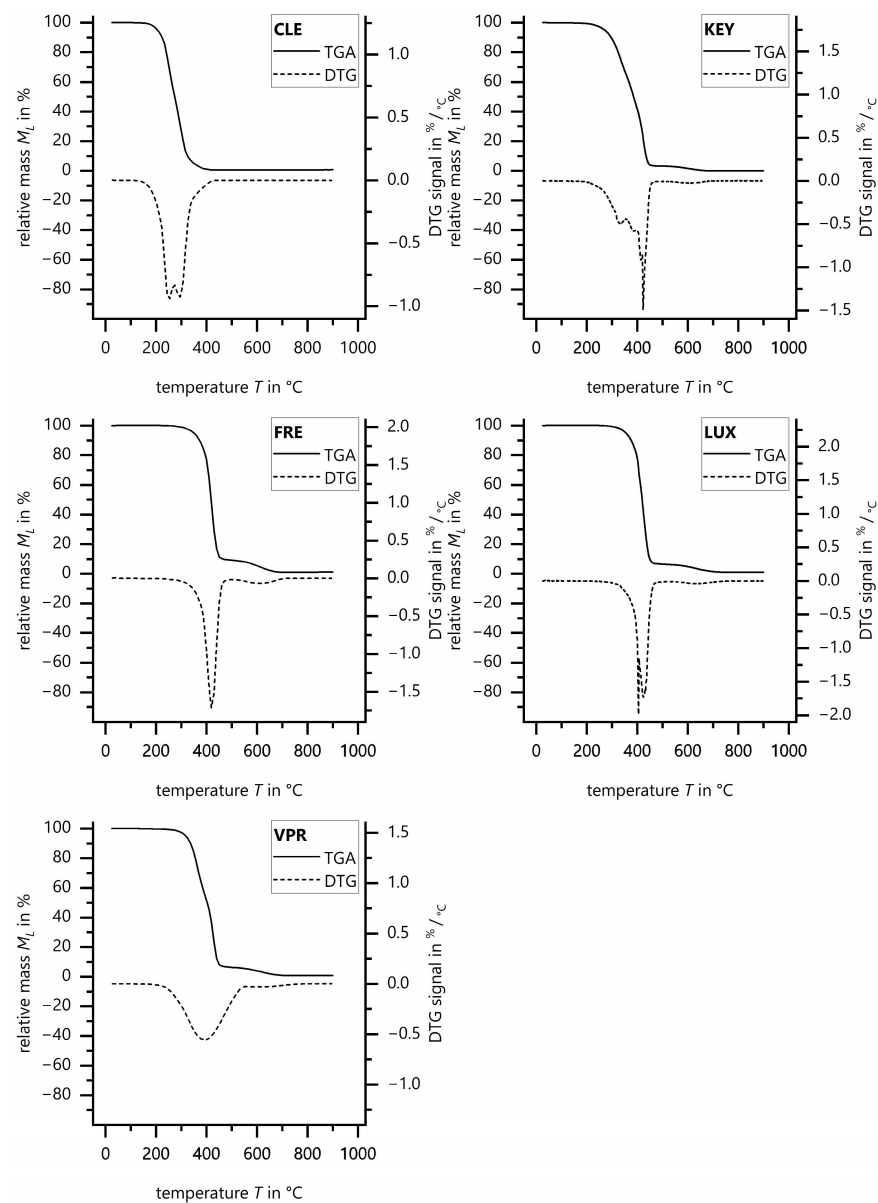 CLE
TGA
DTG
100
80
60
40
20
0
−20
−40
−60
−80
relative mass M_L in %
1.0
0.5
0.0
−0.5
−1.0
DTG signal in %/°C
0 200 400 600 800 1000
temperature T in °C
KEY
TGA
DTG
100
80
60
40
20
0
−20
−40
−60
−80
relative mass M_L in %
1.5
1.0
0.5
0.0
−0.5
−1.0
−1.5
DTG signal in %/°C
0 200 400 600 800 1000
temperature T in °C
FRE
TGA
DTG
100
80
60
40
20
0
−20
−40
−60
−80
relative mass M_L in %
2.0
1.5
1.0
0.5
0.0
−0.5
−1.0
−1.5
DTG signal in %/°C
0 200 400 600 800 1000
temperature T in °C
LUX
TGA
DTG
100
80
60
40
20
0
−20
−40
−60
−80
relative mass M_L in %
2.0
1.5
1.0
0.5
0.0
−0.5
−1.0
−1.5
−2.0
DTG signal in %/°C
0 200 400 600 800 1000
temperature T in °C
VPR
TGA
DTG
100
80
60
40
20
0
−20
−40
−60
−80
relative mass M_L in %
1.5
1.0
0.5
0.0
−0.5
−1.0
DTG signal in %/°C
0 200 400 600 800 1000
temperature T in °C